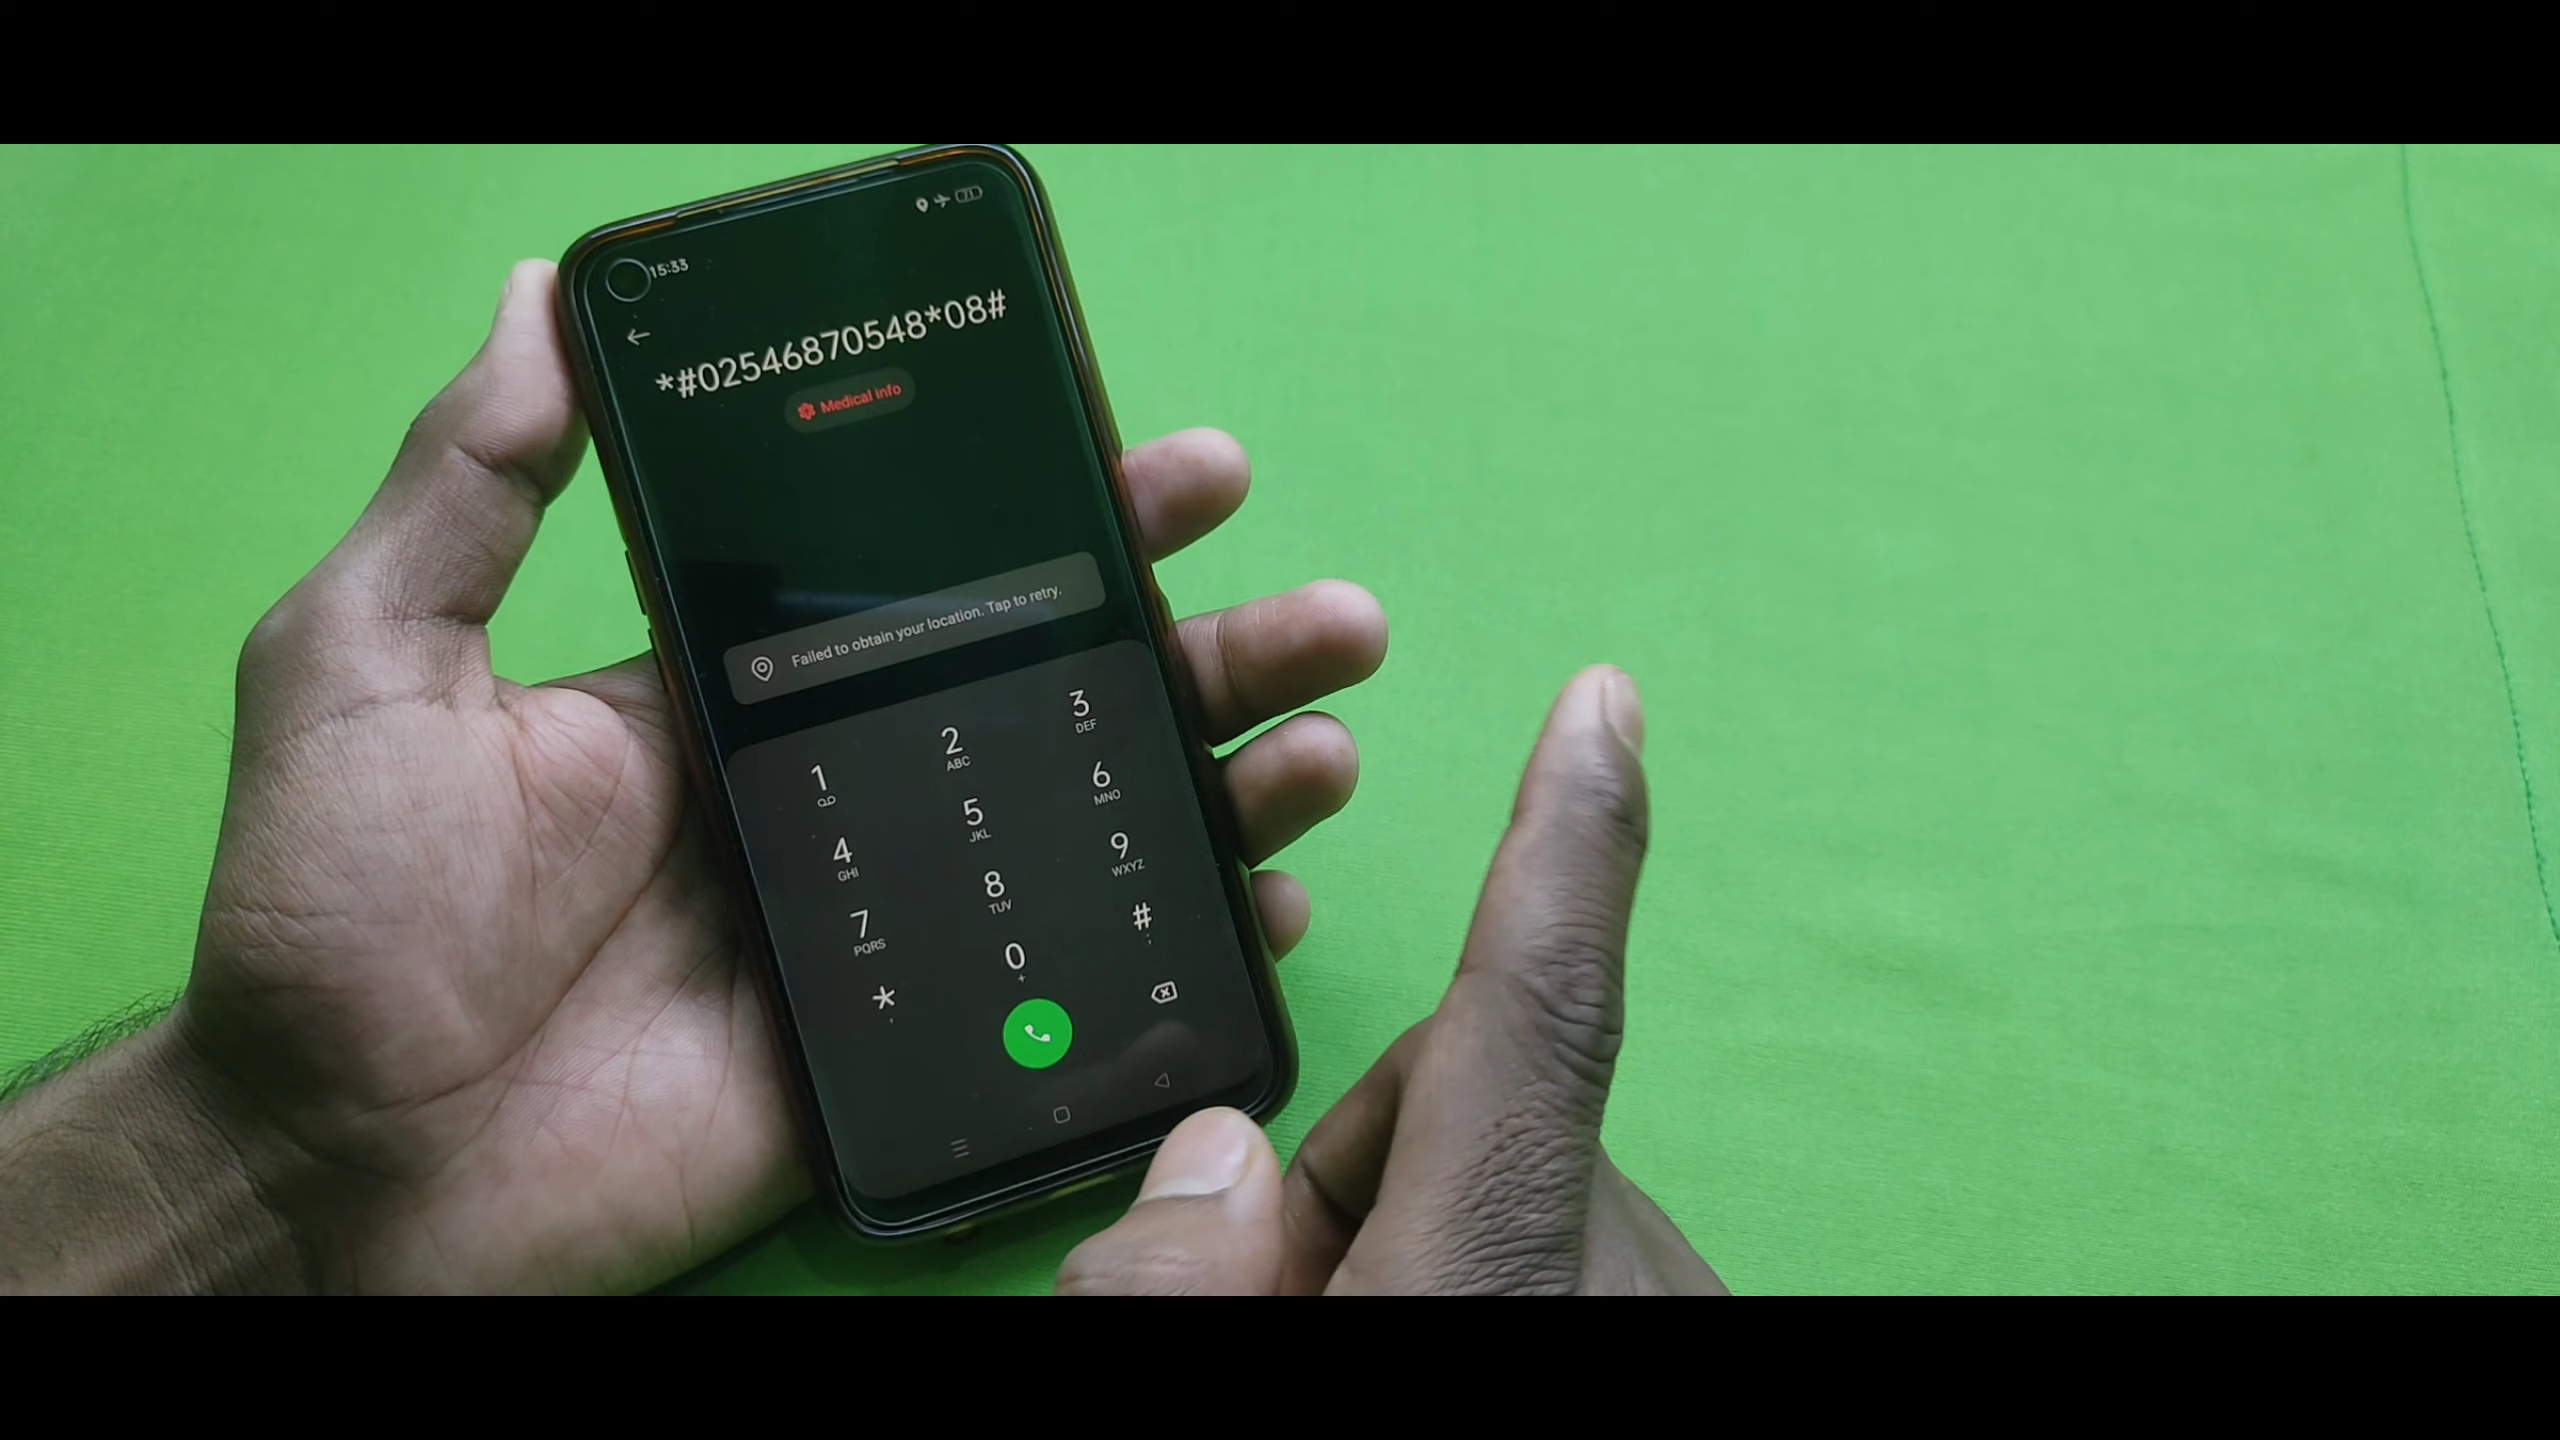 71
15:33
*#02546870548*08#
Medical info
Failed to obtain your location. Tap to retry.
1 2 ABC 3 DEF
4 GHI 5 JKL 6 MNO
7 PQRS 8 TUV 9 WXYZ
* , 0 + # ;